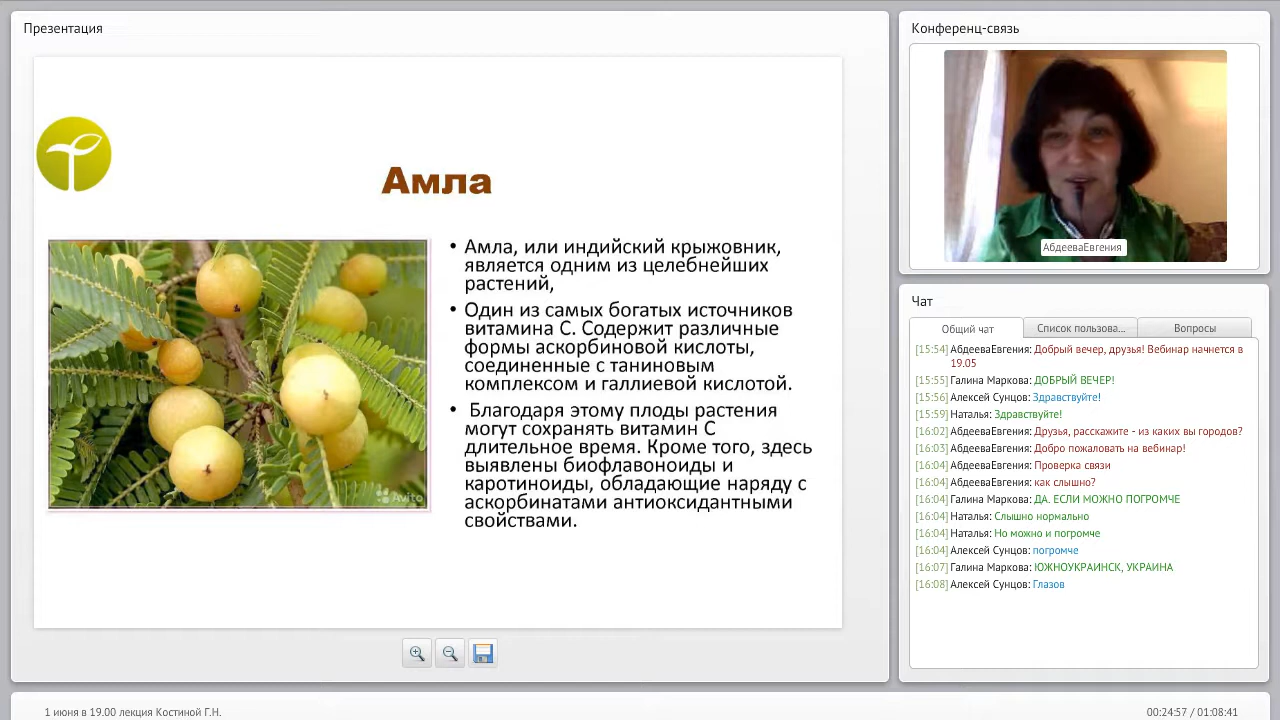 Презентация
Амла
• Амла, или индийский крыжовник,
является одним из целебнейших
растений,
• Один из самых богатых источников
витамина С. Содержит различные
формы аскорбиновой кислоты,
соединенные с таниновым
комплексом и галлиевой кислотой.
• Благодаря этому плоды растения
могут сохранять витамин С
длительное время. Кроме того, здесь
выявлены биофлавоноиды и
каротиноиды, обладающие наряду с
аскорбинатами антиоксидантными
свойствами.
Avito
Конференц-связь
АбдееваЕвгения
Чат
Общий чат
Список пользова...
Вопросы
[15:54] АбдееваЕвгения: Добрый вечер, друзья! Вебинар начнется в
19.05
[15:55] Галина Маркова: ДОБРЫЙ ВЕЧЕР!
[15:56] Алексей Сунцов: Здравствуйте!
[15:59] Наталья: Здравствуйте!
[16:02] АбдееваЕвгения: Друзья, расскажите - из каких вы городов?
[16:03] АбдееваЕвгения: Добро пожаловать на вебинар!
[16:04] АбдееваЕвгения: Проверка связи
[16:04] АбдееваЕвгения: как слышно?
[16:04] Галина Маркова: ДА. ЕСЛИ МОЖНО ПОГРОМЧЕ
[16:04] Наталья: Слышно нормально
[16:04] Наталья: Но можно и погромче
[16:04] Алексей Сунцов: погромче
[16:07] Галина Маркова: ЮЖНОУКРАИНСК, УКРАИНА
[16:08] Алексей Сунцов: Глазов
1 июня в 19.00 лекция Костиной Г.Н.
00:24:57 / 01:08:41